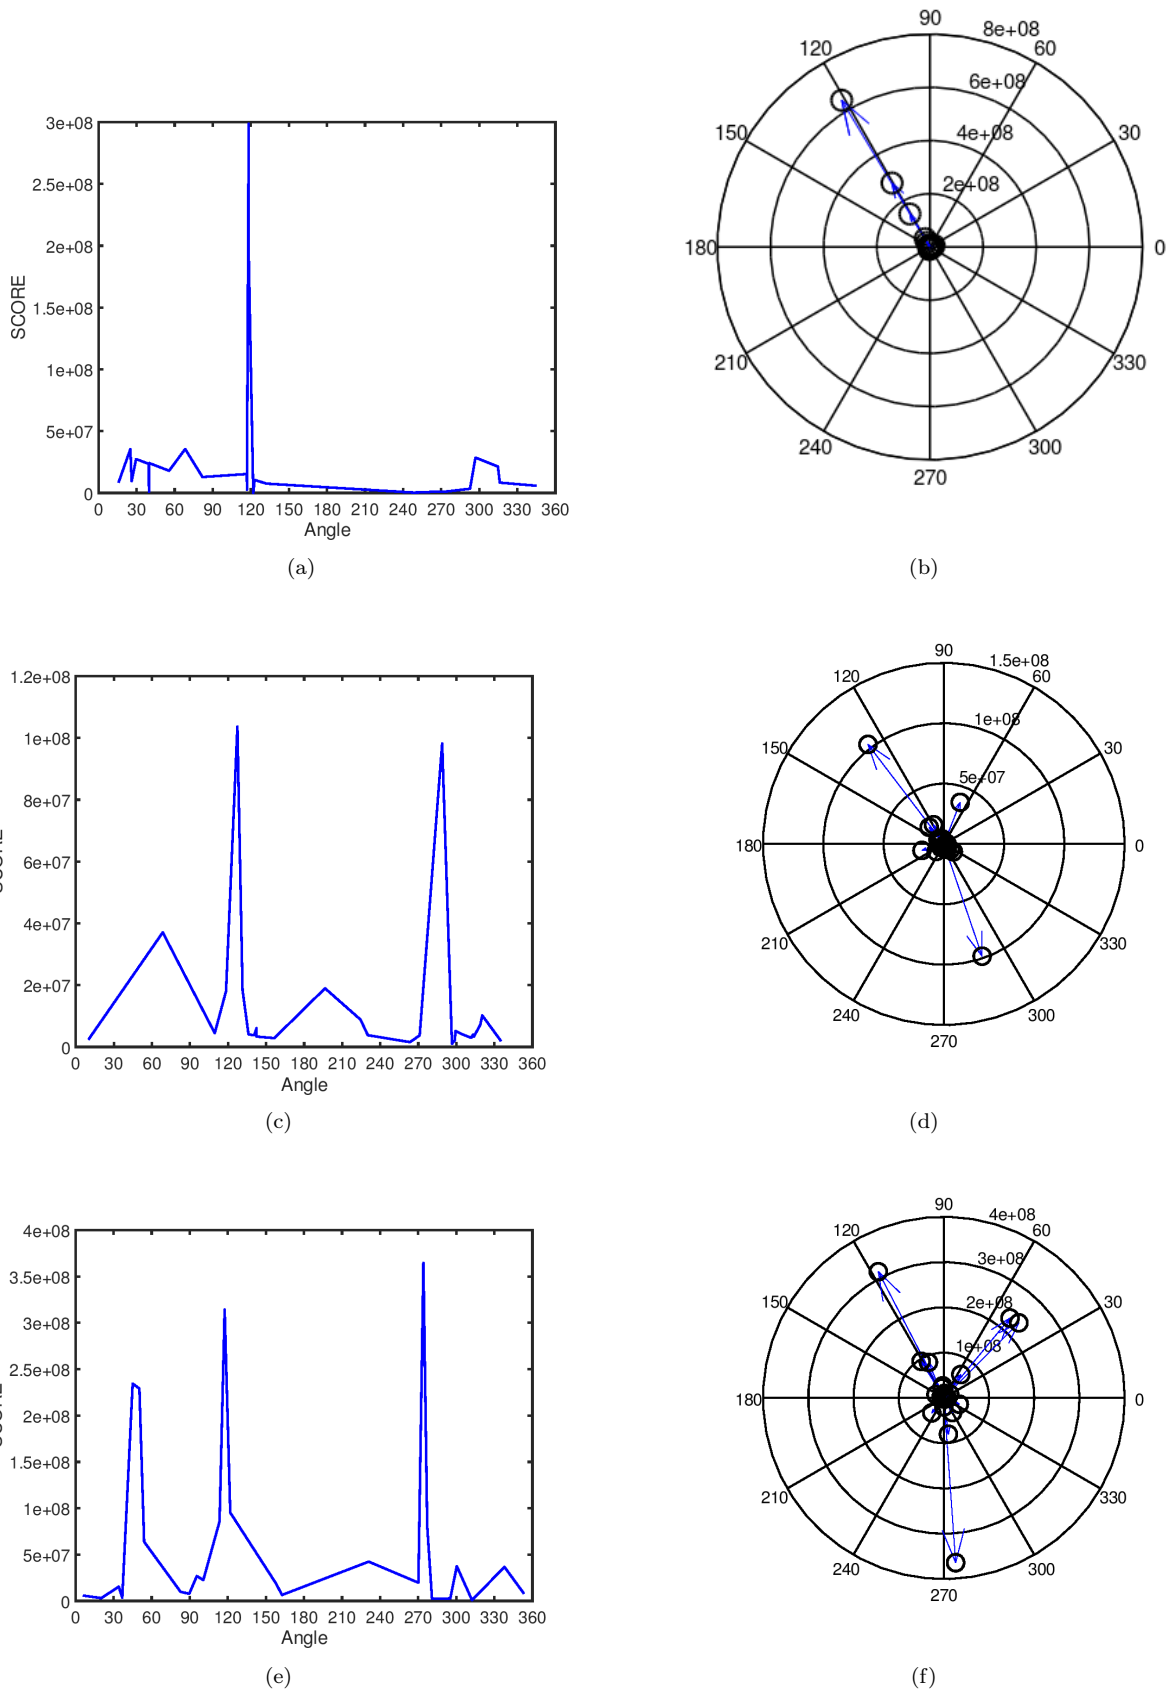 3e+08
2.5e+08
2e+08
1.5e+08
1e+08
5e+07
0
SCORE
0 30 60 90 120 150 180 210 240 270 300 330 360
Angle
(a)
90
8e+08
120 60
6e+08
150 4e+08 30
2e+08
180 0
210 330
240 300
270
(b)
1.2e+08
1e+08
8e+07
6e+07
4e+07
2e+07
0
0 30 60 90 120 150 180 210 240 270 300 330 360
Angle
(c)
90
1.5e+08
120 60
1e+08
150 30
5e+07
180 0
210 330
240 300
270
(d)
4e+08
3.5e+08
3e+08
2.5e+08
2e+08
1.5e+08
1e+08
5e+07
0
0 30 60 90 120 150 180 210 240 270 300 330 360
Angle
(e)
90
4e+08
120 60
3e+08
150 2e+08 30
1e+08
180 0
210 330
240 300
270
(f)